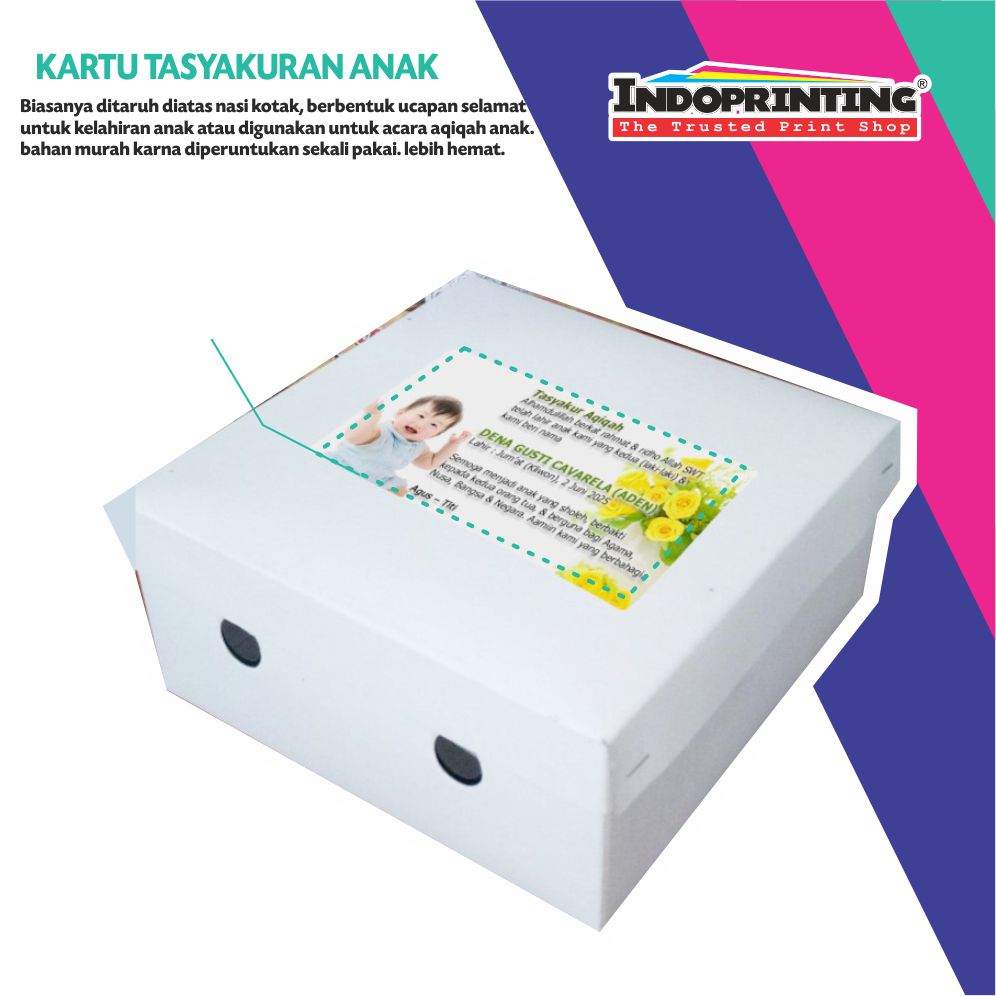 KARTU TASYAKURAN ANAK
Biasanya ditaruh diatas nasi kotak, berbentuk ucapan selamat
untuk kelahiran anak atau digunakan untuk acara aqiqah anak.
bahan murah karna diperuntukan sekali pakai. lebih hemat.
INDOPRINTING®
The Trusted Print Shop
Tasyakur Aqiqah
Alhamdulillah berkat rahmat & ridho Allah SWT
telah lahir anak kami yang kedua (laki laki) &
kami beri nama
DENA GUSTI CAVARELA (ADEN)
Lahir : Jum'at (Kliwon), 2 Juni 2025
Semoga menjadi anak yang sholeh, berbakti
kepada kedua orang tua, & berguna bagi Agama,
Nusa, Bangsa & Negara. Aamiin kami yang berbahagia
Agus - Titi